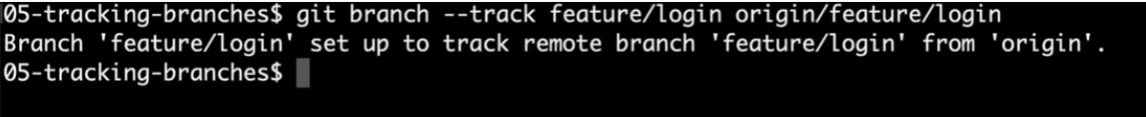 05-tracking-branches$ git branch --track feature/login origin/feature/login
Branch 'feature/login' set up to track remote branch 'feature/login' from 'origin'.
05-tracking-branches$